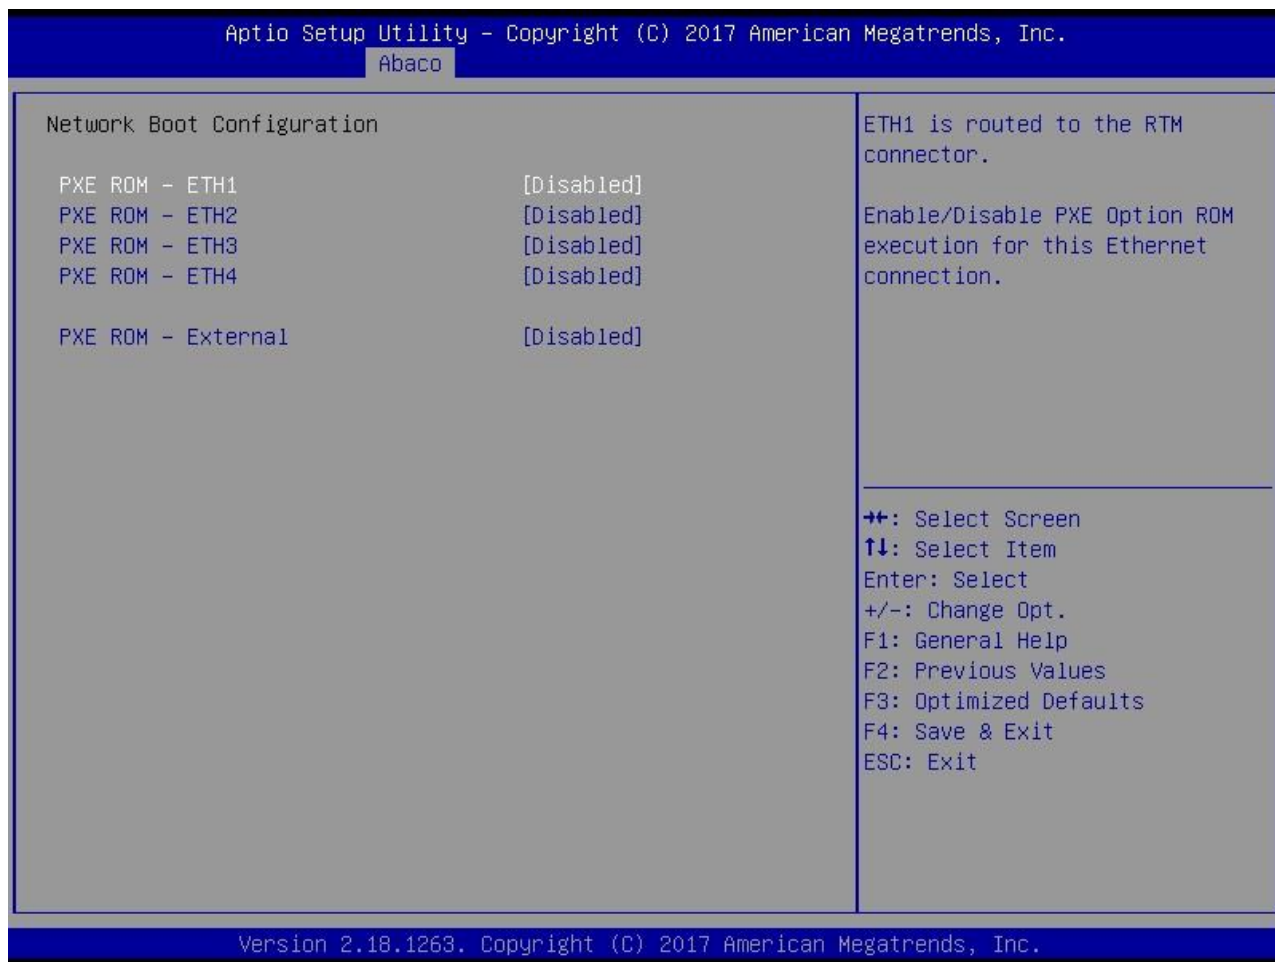 Aptio Setup Utility – Copyright (C) 2017 American Megatrends, Inc.
Abaco
Network Boot Configuration
PXE ROM – ETH1 [Disabled]
PXE ROM – ETH2 [Disabled]
PXE ROM – ETH3 [Disabled]
PXE ROM – ETH4 [Disabled]
PXE ROM – External [Disabled]
ETH1 is routed to the RTM
connector.
Enable/Disable PXE Option ROM
execution for this Ethernet
connection.
→←: Select Screen
↑↓: Select Item
Enter: Select
+/-: Change Opt.
F1: General Help
F2: Previous Values
F3: Optimized Defaults
F4: Save & Exit
ESC: Exit
Version 2.18.1263. Copyright (C) 2017 American Megatrends, Inc.